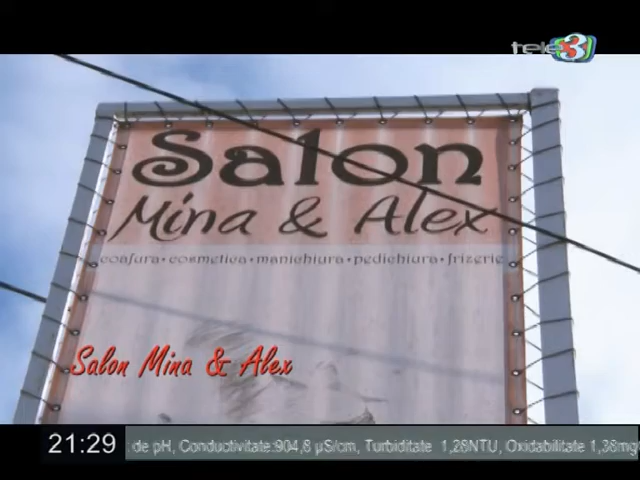 tele3
Salon
Mina & Alex
coafura • cosmetica • manichiura • pedichiura • frizerie
Salon Mina & Alex
21:29
de pH, Conductivitate:904,8 µS/cm, Turbiditate 1,28NTU, Oxidabilitate 1,38mg